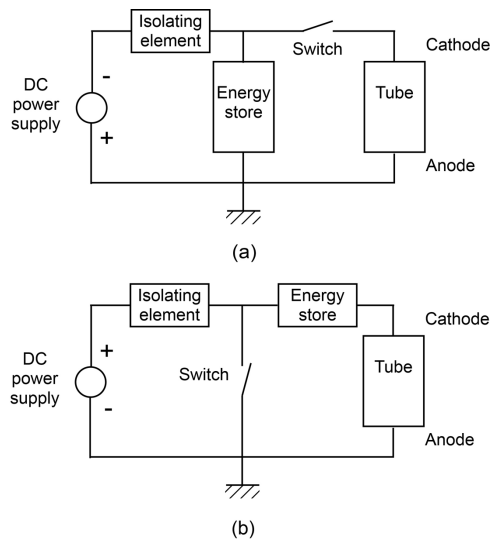 Isolating
element
Switch
Cathode
-
DC
power
supply
+
Energy
store
Tube
Anode
(a)
Isolating
element
Energy
store
Cathode
+
DC
power
supply
-
Switch
Tube
Anode
(b)